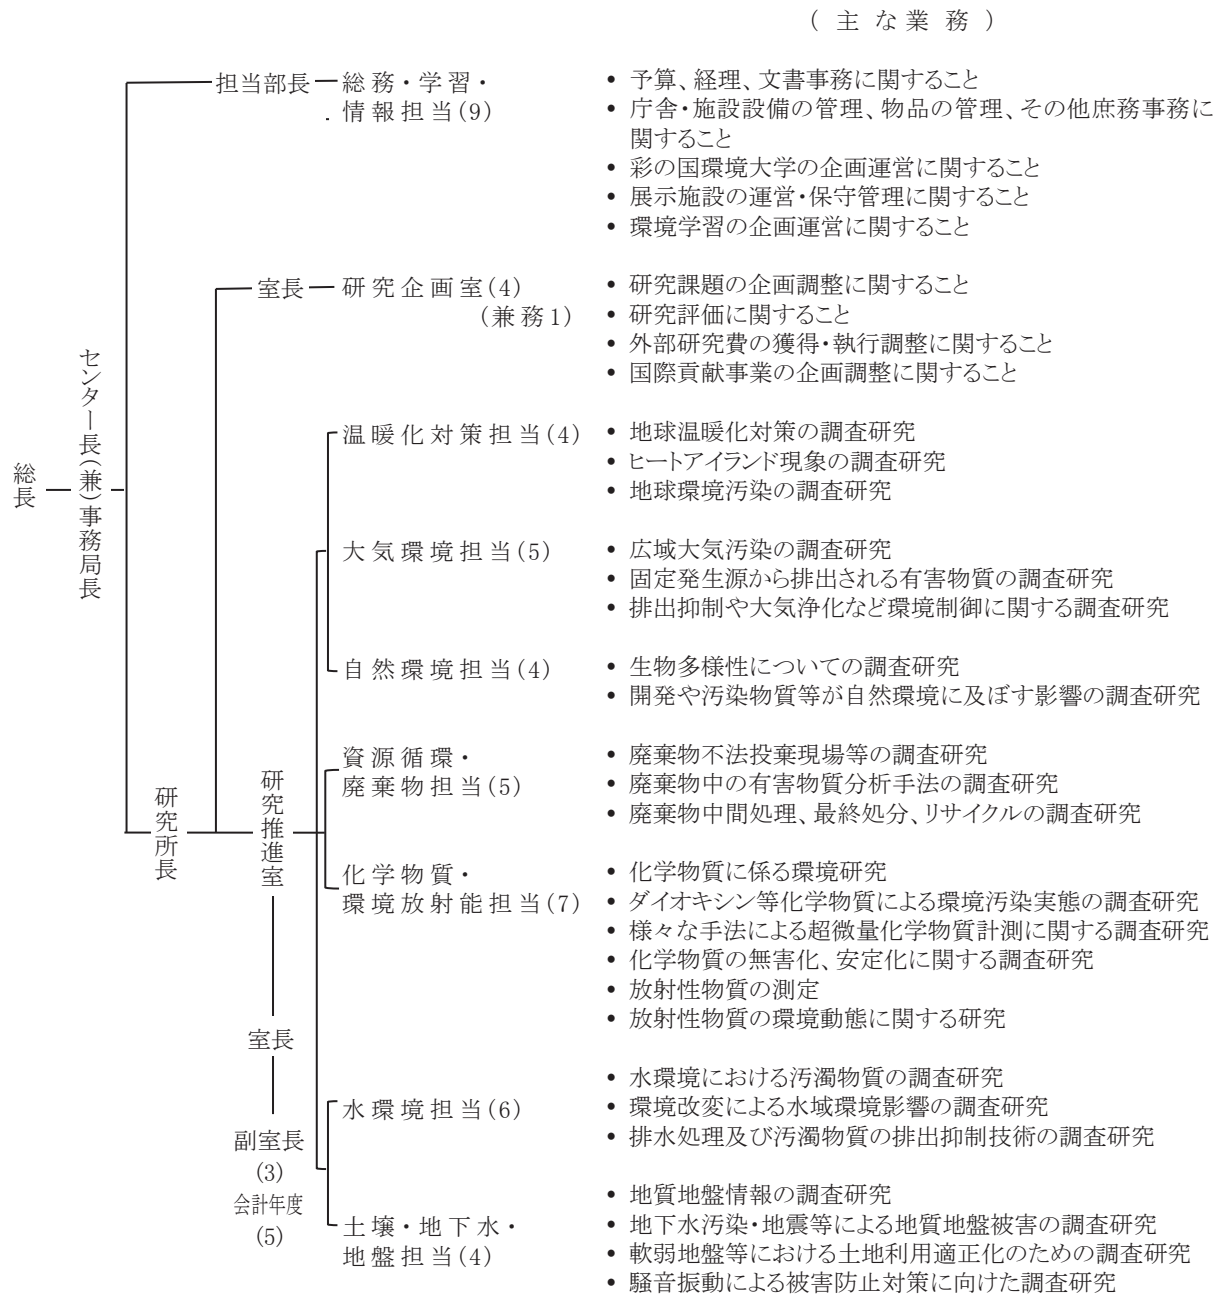 (主な業務)
担当部長
総務・学習・
情報担当(9)
• 予算、経理、文書事務に関すること
• 庁舎・施設設備の管理、物品の管理、その他庶務事務に
関すること
• 彩の国環境大学の企画運営に関すること
• 展示施設の運営・保守管理に関すること
• 環境学習の企画運営に関すること
室長
研究企画室(4)
(兼務1)
• 研究課題の企画調整に関すること
• 研究評価に関すること
• 外部研究費の獲得・執行調整に関すること
• 国際貢献事業の企画調整に関すること
総長
センター長(兼)事務局長
温暖化対策担当(4)
• 地球温暖化対策の調査研究
• ヒートアイランド現象の調査研究
• 地球環境汚染の調査研究
大気環境担当(5)
• 広域大気汚染の調査研究
• 固定発生源から排出される有害物質の調査研究
• 排出抑制や大気浄化など環境制御に関する調査研究
自然環境担当(4)
• 生物多様性についての調査研究
• 開発や汚染物質等が自然環境に及ぼす影響の調査研究
研究所長
研究推進室
資源循環・
廃棄物担当(5)
• 廃棄物不法投棄現場等の調査研究
• 廃棄物中の有害物質分析手法の調査研究
• 廃棄物中間処理、最終処分、リサイクルの調査研究
化学物質・
環境放射能担当(7)
• 化学物質に係る環境研究
• ダイオキシン等化学物質による環境汚染実態の調査研究
• 様々な手法による超微量化学物質計測に関する調査研究
• 化学物質の無害化、安定化に関する調査研究
• 放射性物質の測定
• 放射性物質の環境動態に関する研究
室長
副室長
(3)
会計年度
(5)
水環境担当(6)
• 水環境における汚濁物質の調査研究
• 環境改変による水域環境影響の調査研究
• 排水処理及び汚濁物質の排出抑制技術の調査研究
土壌・地下水・
地盤担当(4)
• 地質地盤情報の調査研究
• 地下水汚染・地震等による地質地盤被害の調査研究
• 軟弱地盤等における土地利用適正化のための調査研究
• 騒音振動による被害防止対策に向けた調査研究